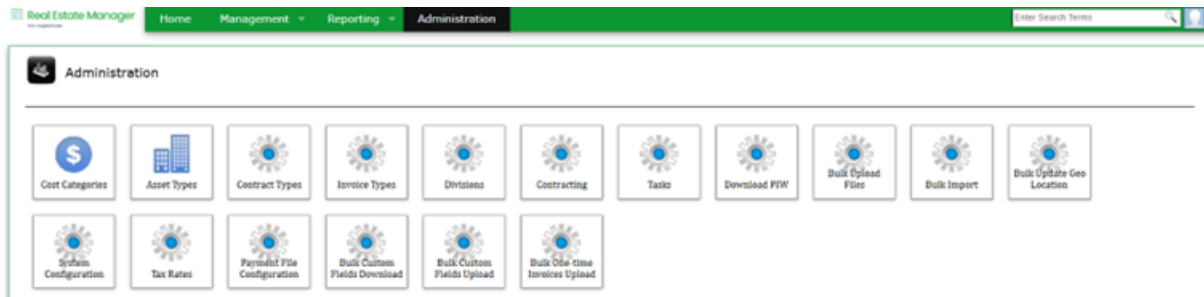 Real Estate Manager
Home Management Reporting Administration
Enter Search Terms
Administration
Cost Categories
Asset Types
Contract Types
Invoice Types
Divisions
Contracting
Tasks
Download PIW
Bulk Upload
Files
Bulk Import
Bulk Update Geo
Location
System
Configuration
Tax Rates
Payment File
Configuration
Bulk Custom
Fields Download
Bulk Custom
Fields Upload
Bulk One-time
Invoices Upload